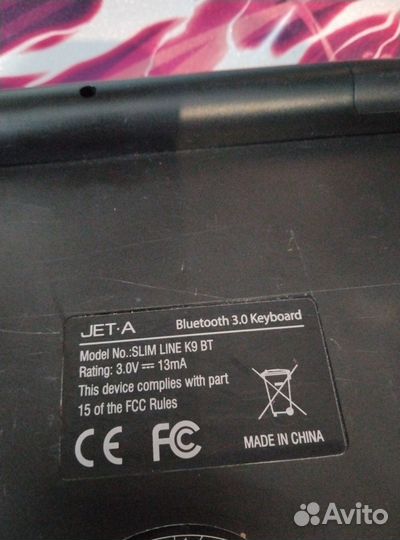 JET·A Bluetooth 3.0 Keyboard
Model No.:SLIM LINE K9 BT
Rating: 3.0V⎓13mA
This device complies with part
15 of the FCC Rules
CE FC MADE IN CHINA
Avito